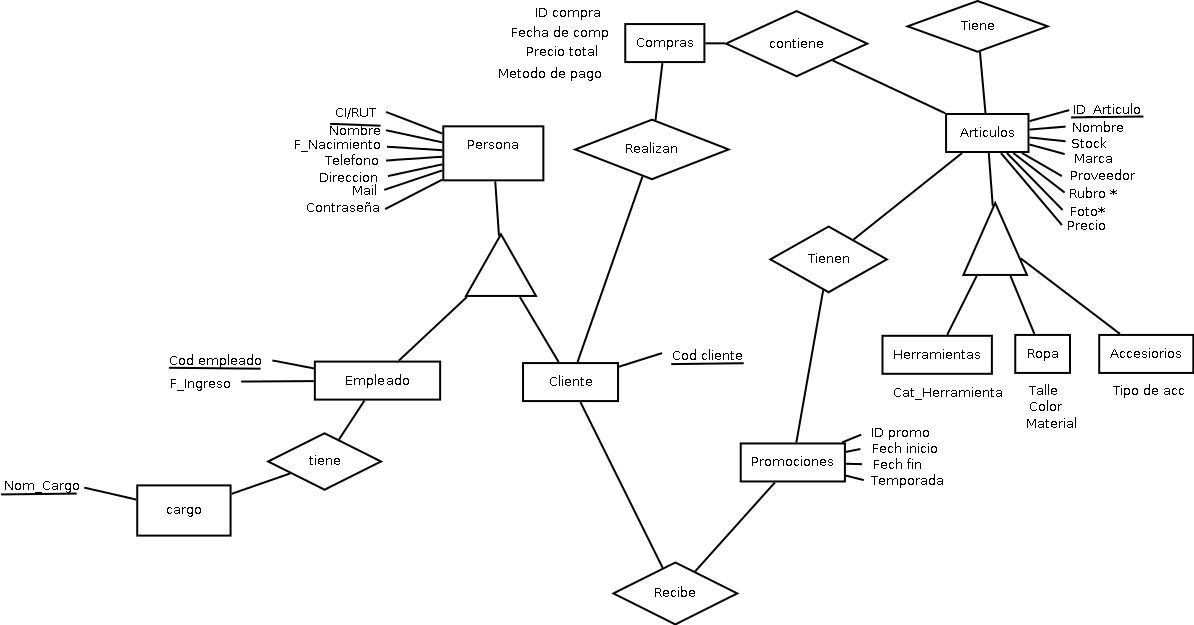 ID compra
Fecha de comp
Precio total
Metodo de pago
Compras
contiene
Tiene
CI/RUT
Nombre
F_Nacimiento
Telefono
Direccion
Mail
Contraseña
Persona
Realizan
Articulos
ID_Articulo
Nombre
Stock
Marca
Proveedor
Rubro *
Foto*
Precio
Tienen
Cod empleado
F_Ingreso
Empleado
Cliente
Cod cliente
Herramientas
Ropa
Accesiorios
Cat_Herramienta
Talle
Color
Material
Tipo de acc
tiene
Promociones
ID promo
Fech inicio
Fech fin
Temporada
Nom_Cargo
cargo
Recibe